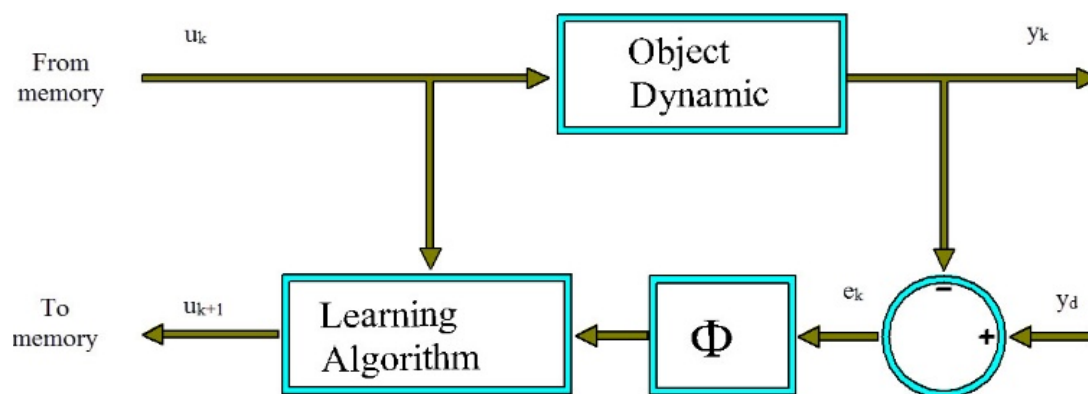 uk
yk
From
memory
Object
Dynamic
To
memory
uk+1
Learning
Algorithm
Φ
ek
−
+
yd